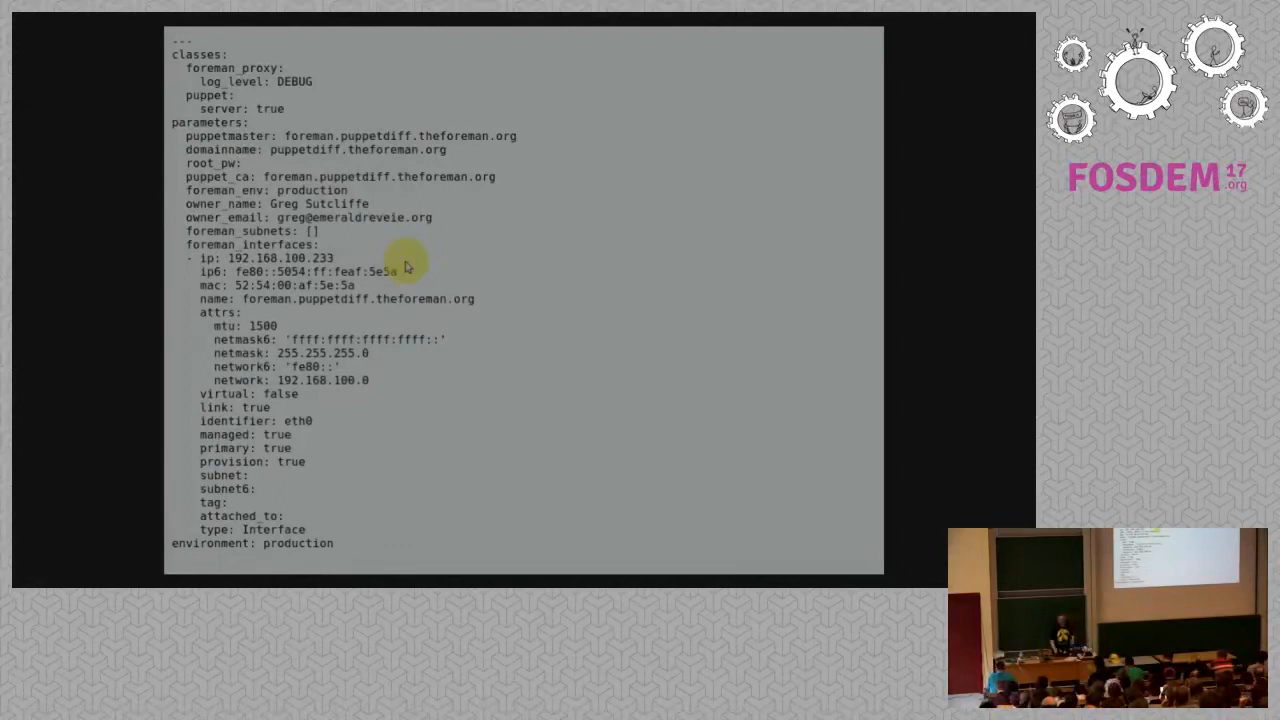 ---
classes:
  foreman_proxy:
    log_level: DEBUG
  puppet:
    server: true
parameters:
  puppetmaster: foreman.puppetdiff.theforeman.org
  domainname: puppetdiff.theforeman.org
  root_pw:
  puppet_ca: foreman.puppetdiff.theforeman.org
  foreman_env: production
  owner_name: Greg Sutcliffe
  owner_email: greg@emeraldreveie.org
  foreman_subnets: []
  foreman_interfaces:
  - ip: 192.168.100.233
    ip6: fe80::5054:ff:feaf:5e5a
    mac: 52:54:00:af:5e:5a
    name: foreman.puppetdiff.theforeman.org
    attrs:
      mtu: 1500
      netmask6: 'ffff:ffff:ffff:ffff::'
      netmask: 255.255.255.0
      network6: 'fe80::'
      network: 192.168.100.0
    virtual: false
    link: true
    identifier: eth0
    managed: true
    primary: true
    provision: true
    subnet:
    subnet6:
    tag:
    attached_to:
    type: Interface
environment: production
FOSDEM 17
.org